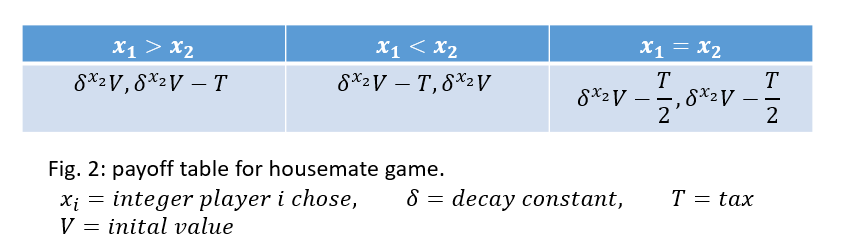 x₁ > x₂ x₁ < x₂ x₁ = x₂
δ^x₂V, δ^x₂V − T δ^x₂V − T, δ^x₂V δ^x₂V − T/2, δ^x₂V − T/2
Fig. 2: payoff table for housemate game.
xᵢ = integer player i chose, δ = decay constant, T = tax
V = inital value